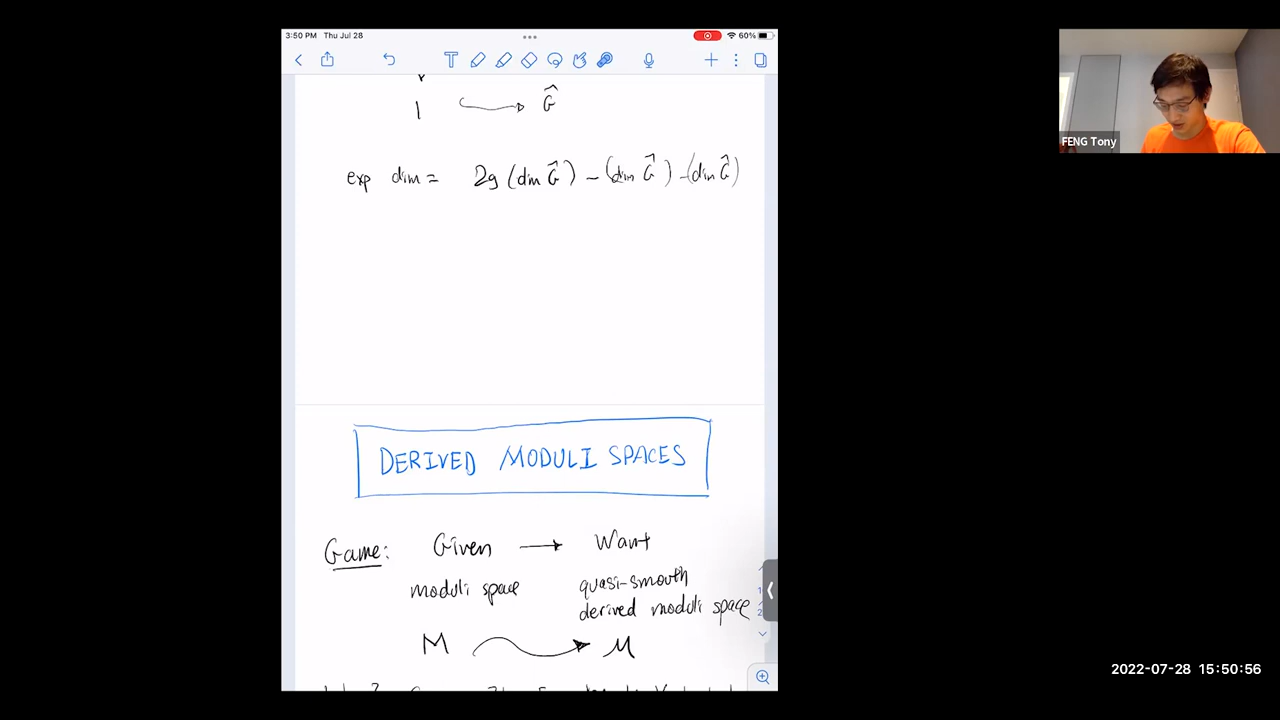 3:50 PM Thu Jul 28
60%
1 Ĝ
exp dim = 2g (dim Ĝ) - (dim Ĝ) - (dim Ĝ)
DERIVED MODULI SPACES
Game: Given → Want
moduli space quasi-smooth
derived moduli space
M ℳ
FENG Tony
2022-07-28 15:50:56